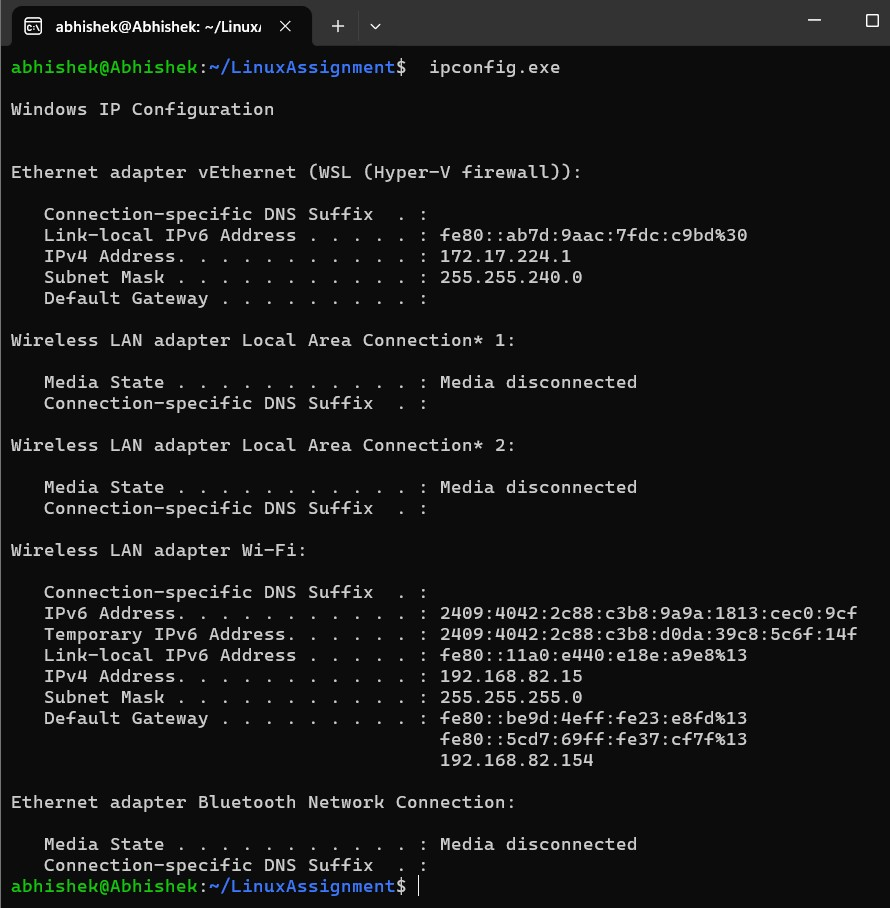 abhishek@Abhishek: ~/Linux/
abhishek@Abhishek:~/LinuxAssignment$  ipconfig.exe
Windows IP Configuration
Ethernet adapter vEthernet (WSL (Hyper-V firewall)):
   Connection-specific DNS Suffix  . :
   Link-local IPv6 Address . . . . . : fe80::ab7d:9aac:7fdc:c9bd%30
   IPv4 Address. . . . . . . . . . . : 172.17.224.1
   Subnet Mask . . . . . . . . . . . : 255.255.240.0
   Default Gateway . . . . . . . . . :
Wireless LAN adapter Local Area Connection* 1:
   Media State . . . . . . . . . . . : Media disconnected
   Connection-specific DNS Suffix  . :
Wireless LAN adapter Local Area Connection* 2:
   Media State . . . . . . . . . . . : Media disconnected
   Connection-specific DNS Suffix  . :
Wireless LAN adapter Wi-Fi:
   Connection-specific DNS Suffix  . :
   IPv6 Address. . . . . . . . . . . : 2409:4042:2c88:c3b8:9a9a:1813:cec0:9cf
   Temporary IPv6 Address. . . . . . : 2409:4042:2c88:c3b8:d0da:39c8:5c6f:14f
   Link-local IPv6 Address . . . . . : fe80::11a0:e440:e18e:a9e8%13
   IPv4 Address. . . . . . . . . . . : 192.168.82.15
   Subnet Mask . . . . . . . . . . . : 255.255.255.0
   Default Gateway . . . . . . . . . : fe80::be9d:4eff:fe23:e8fd%13
                                       fe80::5cd7:69ff:fe37:cf7f%13
                                       192.168.82.154
Ethernet adapter Bluetooth Network Connection:
   Media State . . . . . . . . . . . : Media disconnected
   Connection-specific DNS Suffix  . :
abhishek@Abhishek:~/LinuxAssignment$